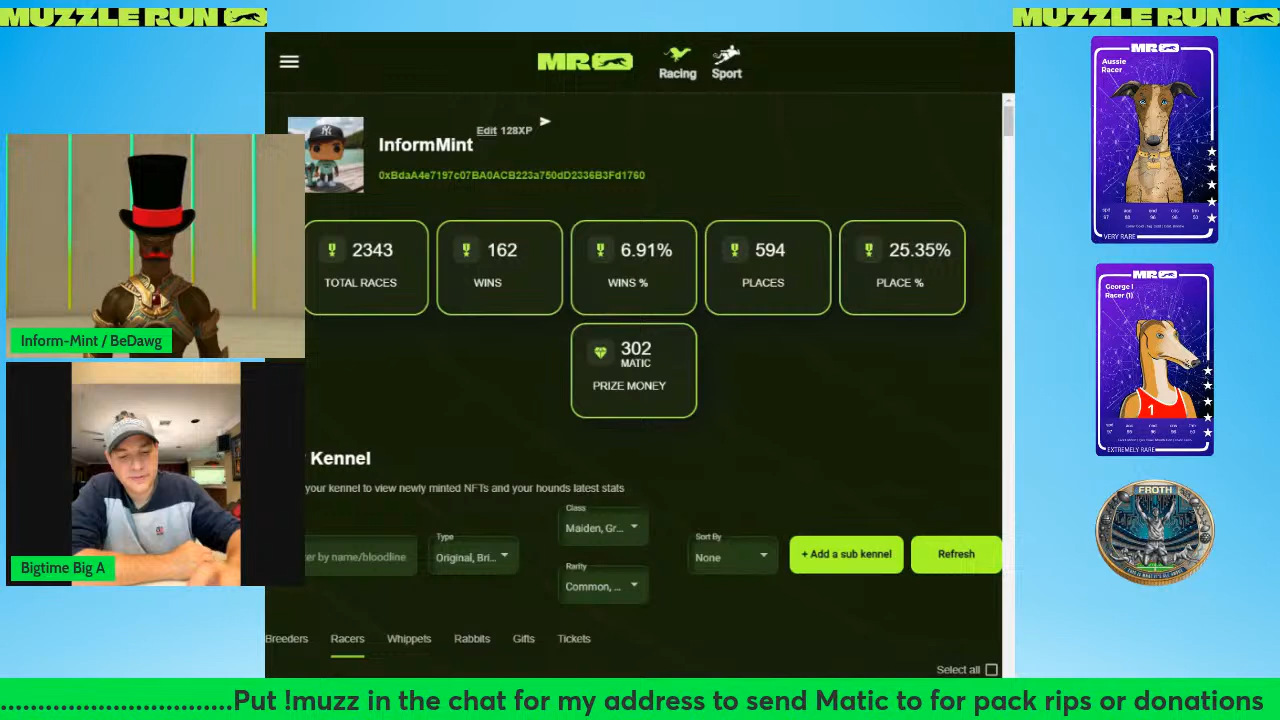 MUZZLE RUN
MUZZLE RUN
MR
Racing
Sport
InformMint
Edit 128XP
0xBdaA4e7197c07BA0ACB223a750dD2336B3Fd1760
2343
TOTAL RACES
162
WINS
6.91%
WINS %
594
PLACES
25.35%
PLACE %
302
MATIC
PRIZE MONEY
Kennel
your kennel to view newly minted NFTs and your hounds latest stats
er by name/bloodline
Type
Original, Bri...
Class
Maiden, Gr...
Rarity
Common, ...
Sort By
None
+ Add a sub kennel
Refresh
Breeders
Racers
Whippets
Rabbits
Gifts
Tickets
Select all
Inform-Mint / BeDawg
Bigtime Big A
MR
Aussie
Racer
VERY RARE
MR
George I
Racer (1)
1
EXTREMELY RARE
FROTH
..............................Put !muzz in the chat for my address to send Matic to for pack rips or donations